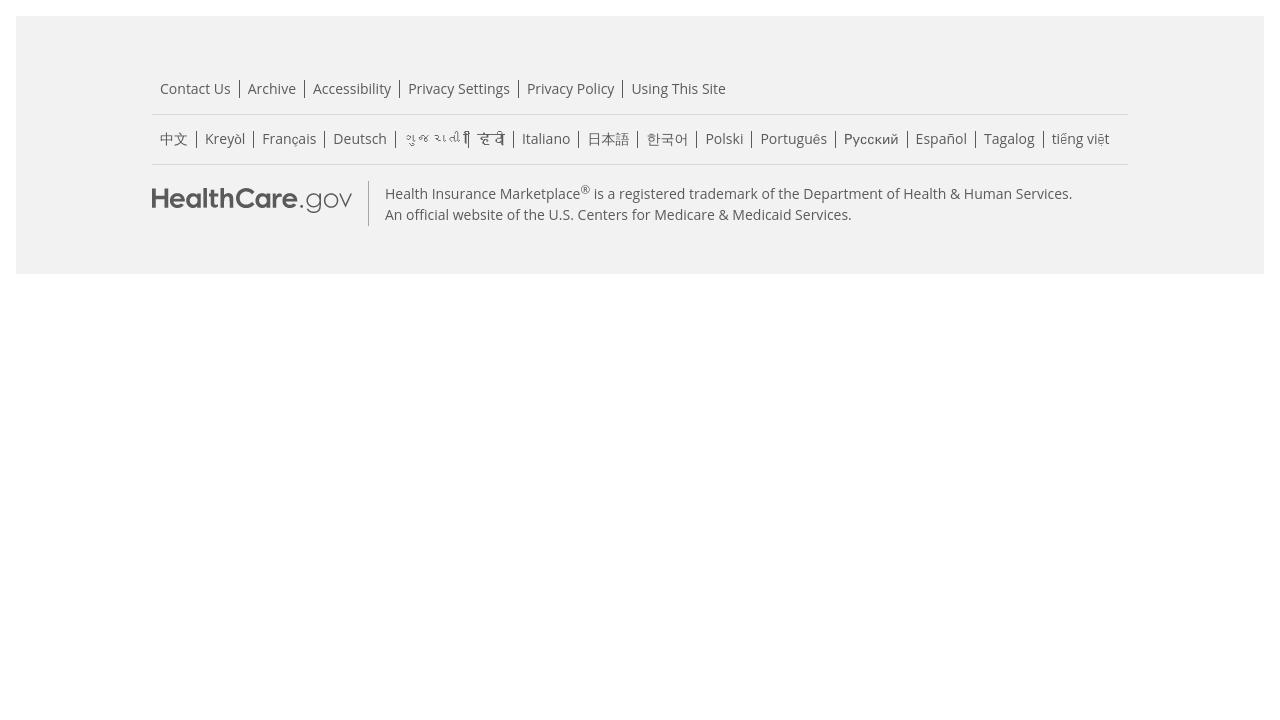 Contact Us Archive Accessibility Privacy Settings Privacy Policy Using This Site
中文 Kreyòl Français Deutsch ગુજરાતી हिंदी Italiano 日本語 한국어 Polski Português Русский Español Tagalog tiếng việt
HealthCare.gov
Health Insurance Marketplace® is a registered trademark of the Department of Health & Human Services.
An official website of the U.S. Centers for Medicare & Medicaid Services.